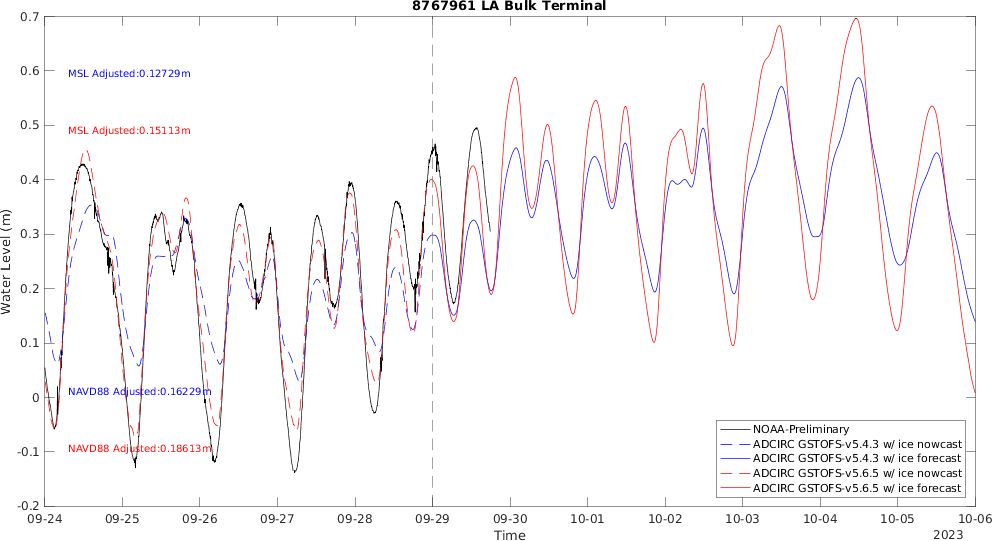 8767961 LA Bulk Terminal
0.7
0.6
0.5
0.4
0.3
0.2
0.1
0
-0.1
-0.2
Water Level (m)
MSL Adjusted:0.12729m
MSL Adjusted:0.15113m
NAVD88 Adjusted:0.16229m
NAVD88 Adjusted:0.18613m
NOAA-Preliminary
ADCIRC GSTOFS-v5.4.3 w/ ice nowcast
ADCIRC GSTOFS-v5.4.3 w/ ice forecast
ADCIRC GSTOFS-v5.6.5 w/ ice nowcast
ADCIRC GSTOFS-v5.6.5 w/ ice forecast
09-24 09-25 09-26 09-27 09-28 09-29 09-30 10-01 10-02 10-03 10-04 10-05 10-06
Time
2023